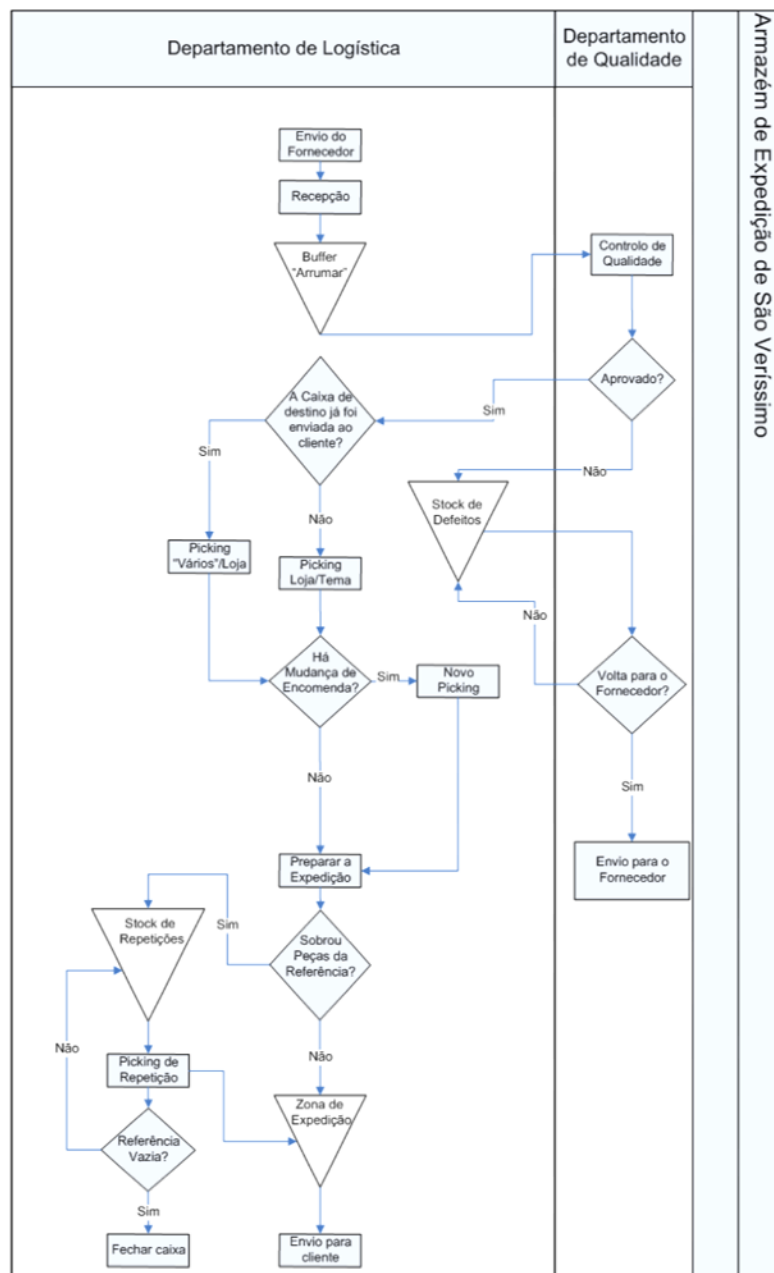 Departamento de Logística
Departamento
de Qualidade
Armazém de Expedição de São Veríssimo
Envio do
Fornecedor
Recepção
Buffer
“Arrumar”
Controlo de
Qualidade
Aprovado?
Sim
Não
A Caixa de
destino já foi
enviada ao
cliente?
Sim
Não
Stock de
Defeitos
Picking
“Vários”/Loja
Picking
Loja/Tema
Não
Há
Mudança de
Encomenda?
Sim
Novo
Picking
Volta para o
Fornecedor?
Não
Sim
Preparar a
Expedição
Envio para o
Fornecedor
Stock de
Repetições
Sim
Sobrou
Peças da
Referência?
Não
Não
Picking de
Repetição
Zona de
Expedição
Referência
Vazia?
Sim
Fechar caixa
Envio para
cliente